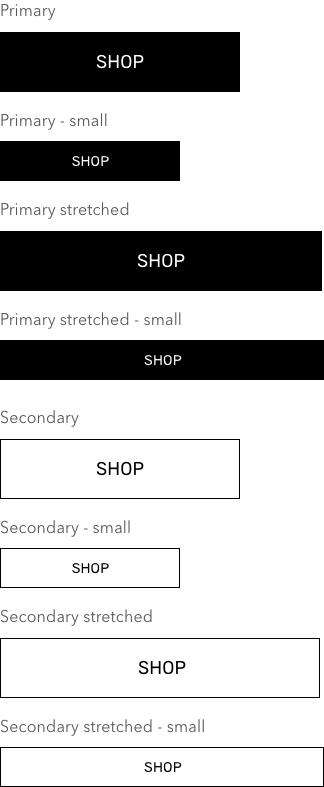 Primary
SHOP
Primary - small
SHOP
Primary stretched
SHOP
Primary stretched - small
SHOP
Secondary
SHOP
Secondary - small
SHOP
Secondary stretched
SHOP
Secondary stretched - small
SHOP